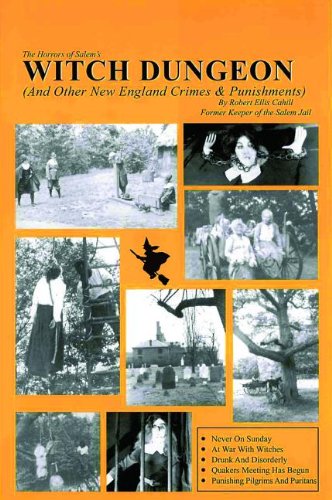 The Horrors of Salem's
WITCH DUNGEON
(And Other New England Crimes & Punishments)
By Robert Ellis Cahill
Former Keeper of the Salem Jail
• Never On Sunday
• At War With Witches
• Drunk And Disorderly
• Quakers Meeting Has Begun
• Punishing Pilgrims And Puritans